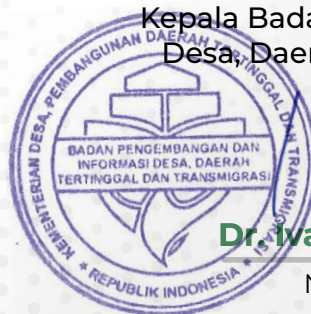 Kepala Bada
Desa, Daer
KEMENTERIAN DESA, PEMBANGUNAN DAERAH TERTINGGAL DAN TRANSMIGRASI
BADAN PENGEMBANGAN DAN
INFORMASI DESA, DAERAH
TERTINGGAL DAN TRANSMIGRASI
Dr. Iva
N
* REPUBLIK INDONESIA *